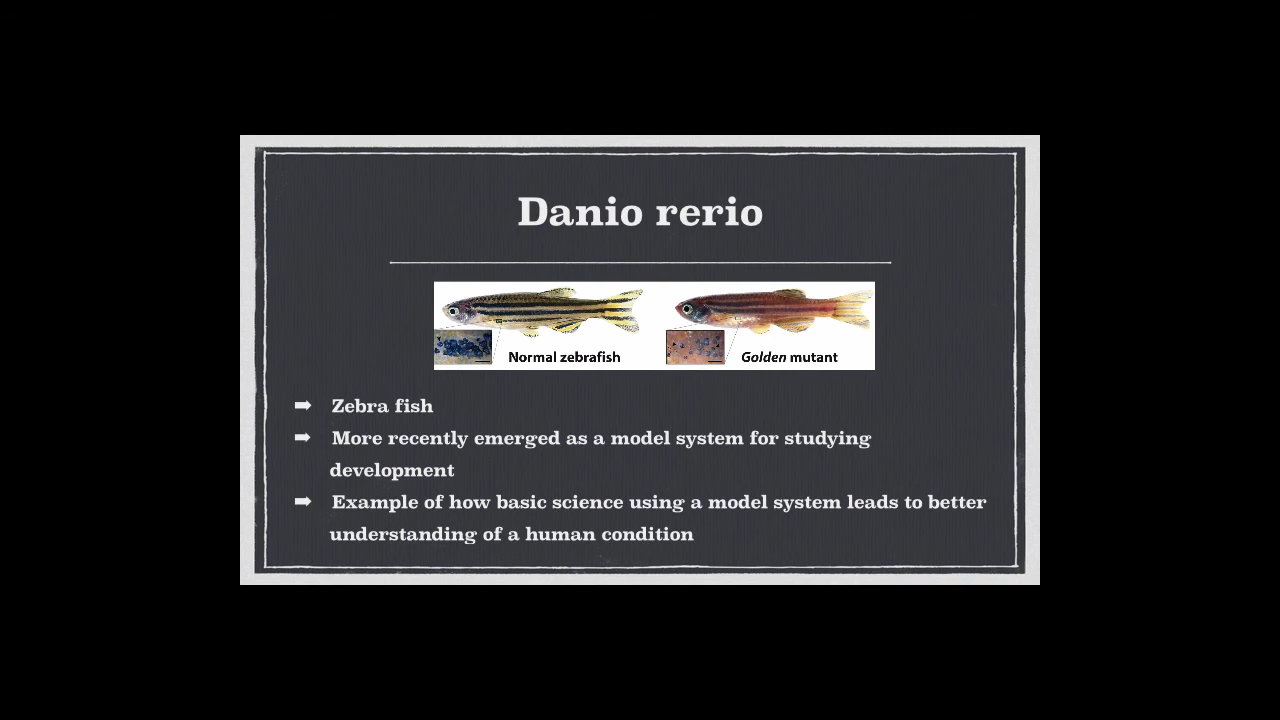 Danio rerio
Normal zebrafish
Golden mutant
➡ Zebra fish
➡ More recently emerged as a model system for studying
development
➡ Example of how basic science using a model system leads to better
understanding of a human condition